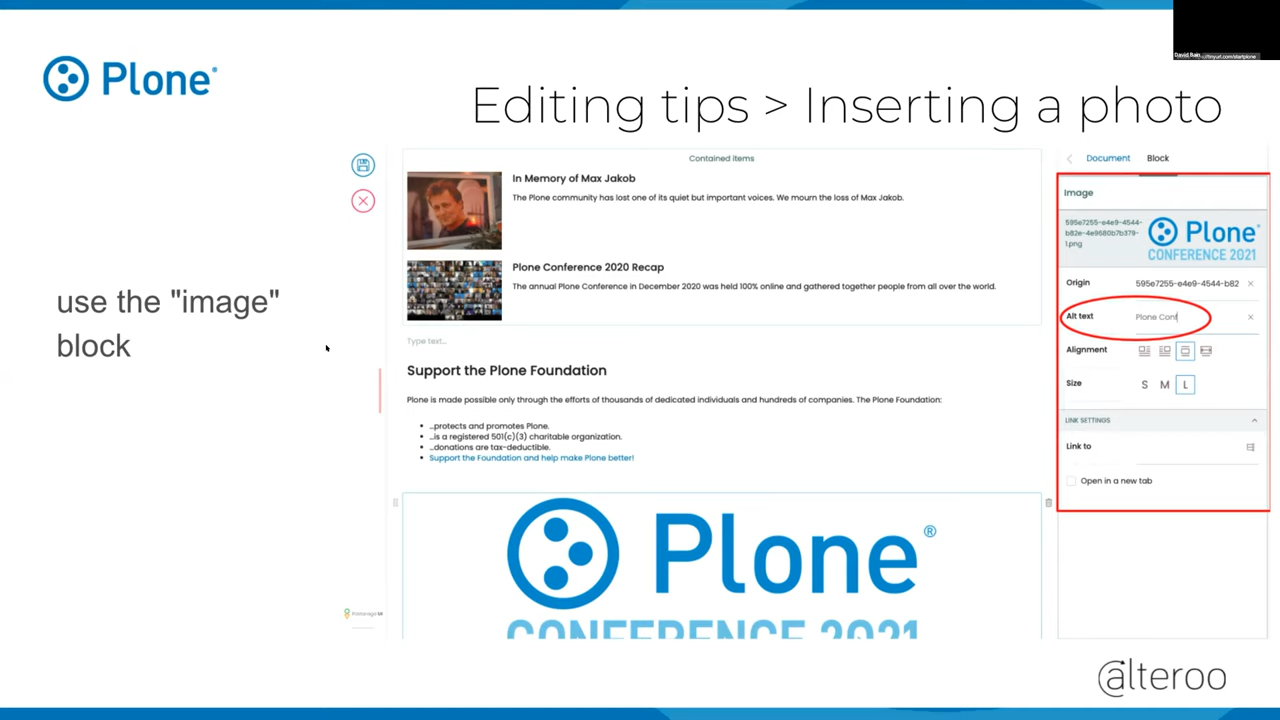 David Bain
Plone®
Editing tips > Inserting a photo
use the "image"
block
Contained items
In Memory of Max Jakob
The Plone community has lost one of its quiet but important voices. We mourn the loss of Max Jakob.
Plone Conference 2020 Recap
The annual Plone Conference in December 2020 was held 100% online and gathered together people from all over the world.
Type text...
Support the Plone Foundation
Plone is made possible only through the efforts of thousands of dedicated individuals and hundreds of companies. The Plone Foundation:
...protects and promotes Plone.
...is a registered 501(c)(3) charitable organization.
...donations are tax-deductible.
Support the Foundation and help make Plone better!
Plone®
CONFERENCE 2021
Document Block
Image
595e7255-e4e9-4544-
b82e-4e9680b7b379-
1.png
Plone®
CONFERENCE 2021
Origin 595e7255-e4e9-4544-b82
Alt text Plone Conf
Alignment
Size S M L
LINK SETTINGS
Link to
Open in a new tab
alteroo